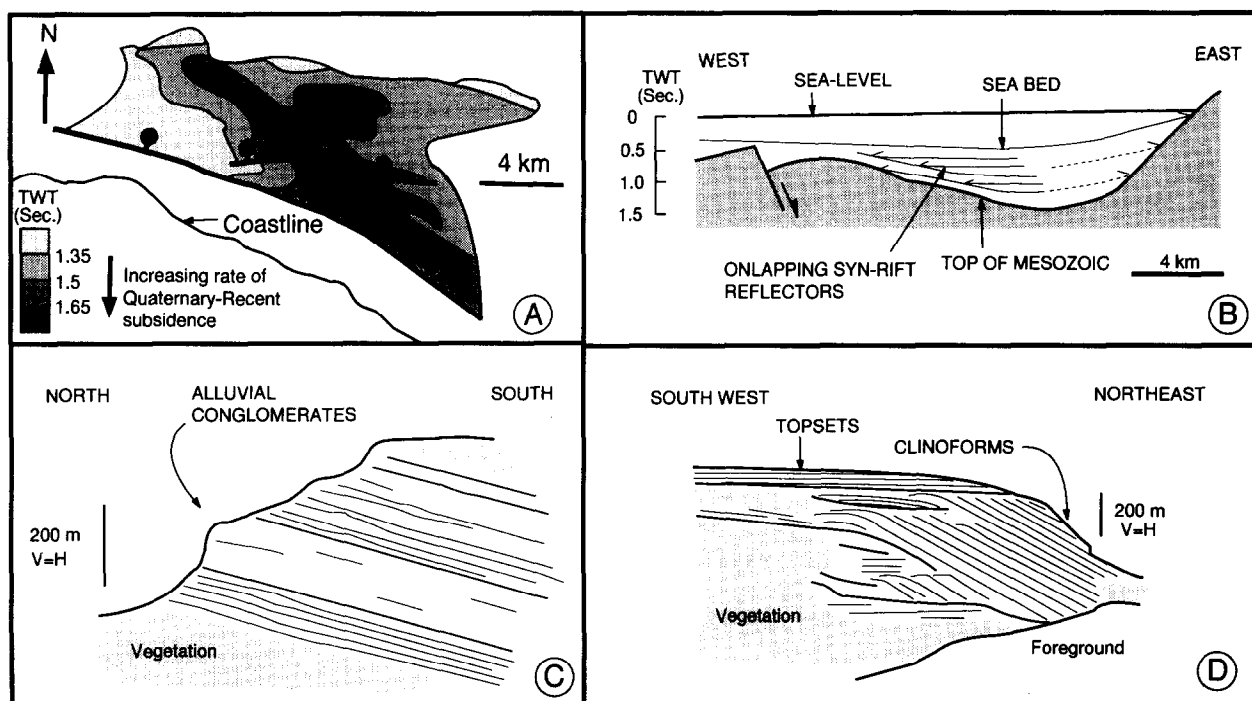 N
4 km
TWT
(Sec.)
Coastline
1.35
1.5
1.65
Increasing rate of
Quaternary-Recent
subsidence
A
WEST
EAST
TWT
(Sec.)
SEA-LEVEL
SEA BED
0
0.5
1.0
1.5
ONLAPPING SYN-RIFT
REFLECTORS
TOP OF MESOZOIC
4 km
B
NORTH
ALLUVIAL
CONGLOMERATES
SOUTH
200 m
V=H
Vegetation
C
SOUTH WEST
NORTHEAST
TOPSETS
CLINOFORMS
200 m
V=H
Vegetation
Foreground
D